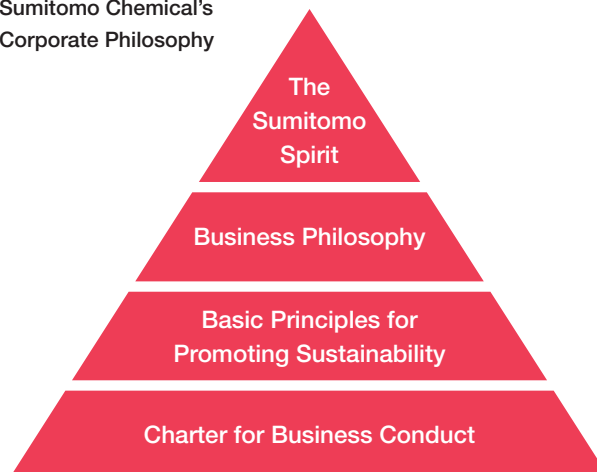 Sumitomo Chemical’s
Corporate Philosophy
The
Sumitomo
Spirit
Business Philosophy
Basic Principles for
Promoting Sustainability
Charter for Business Conduct